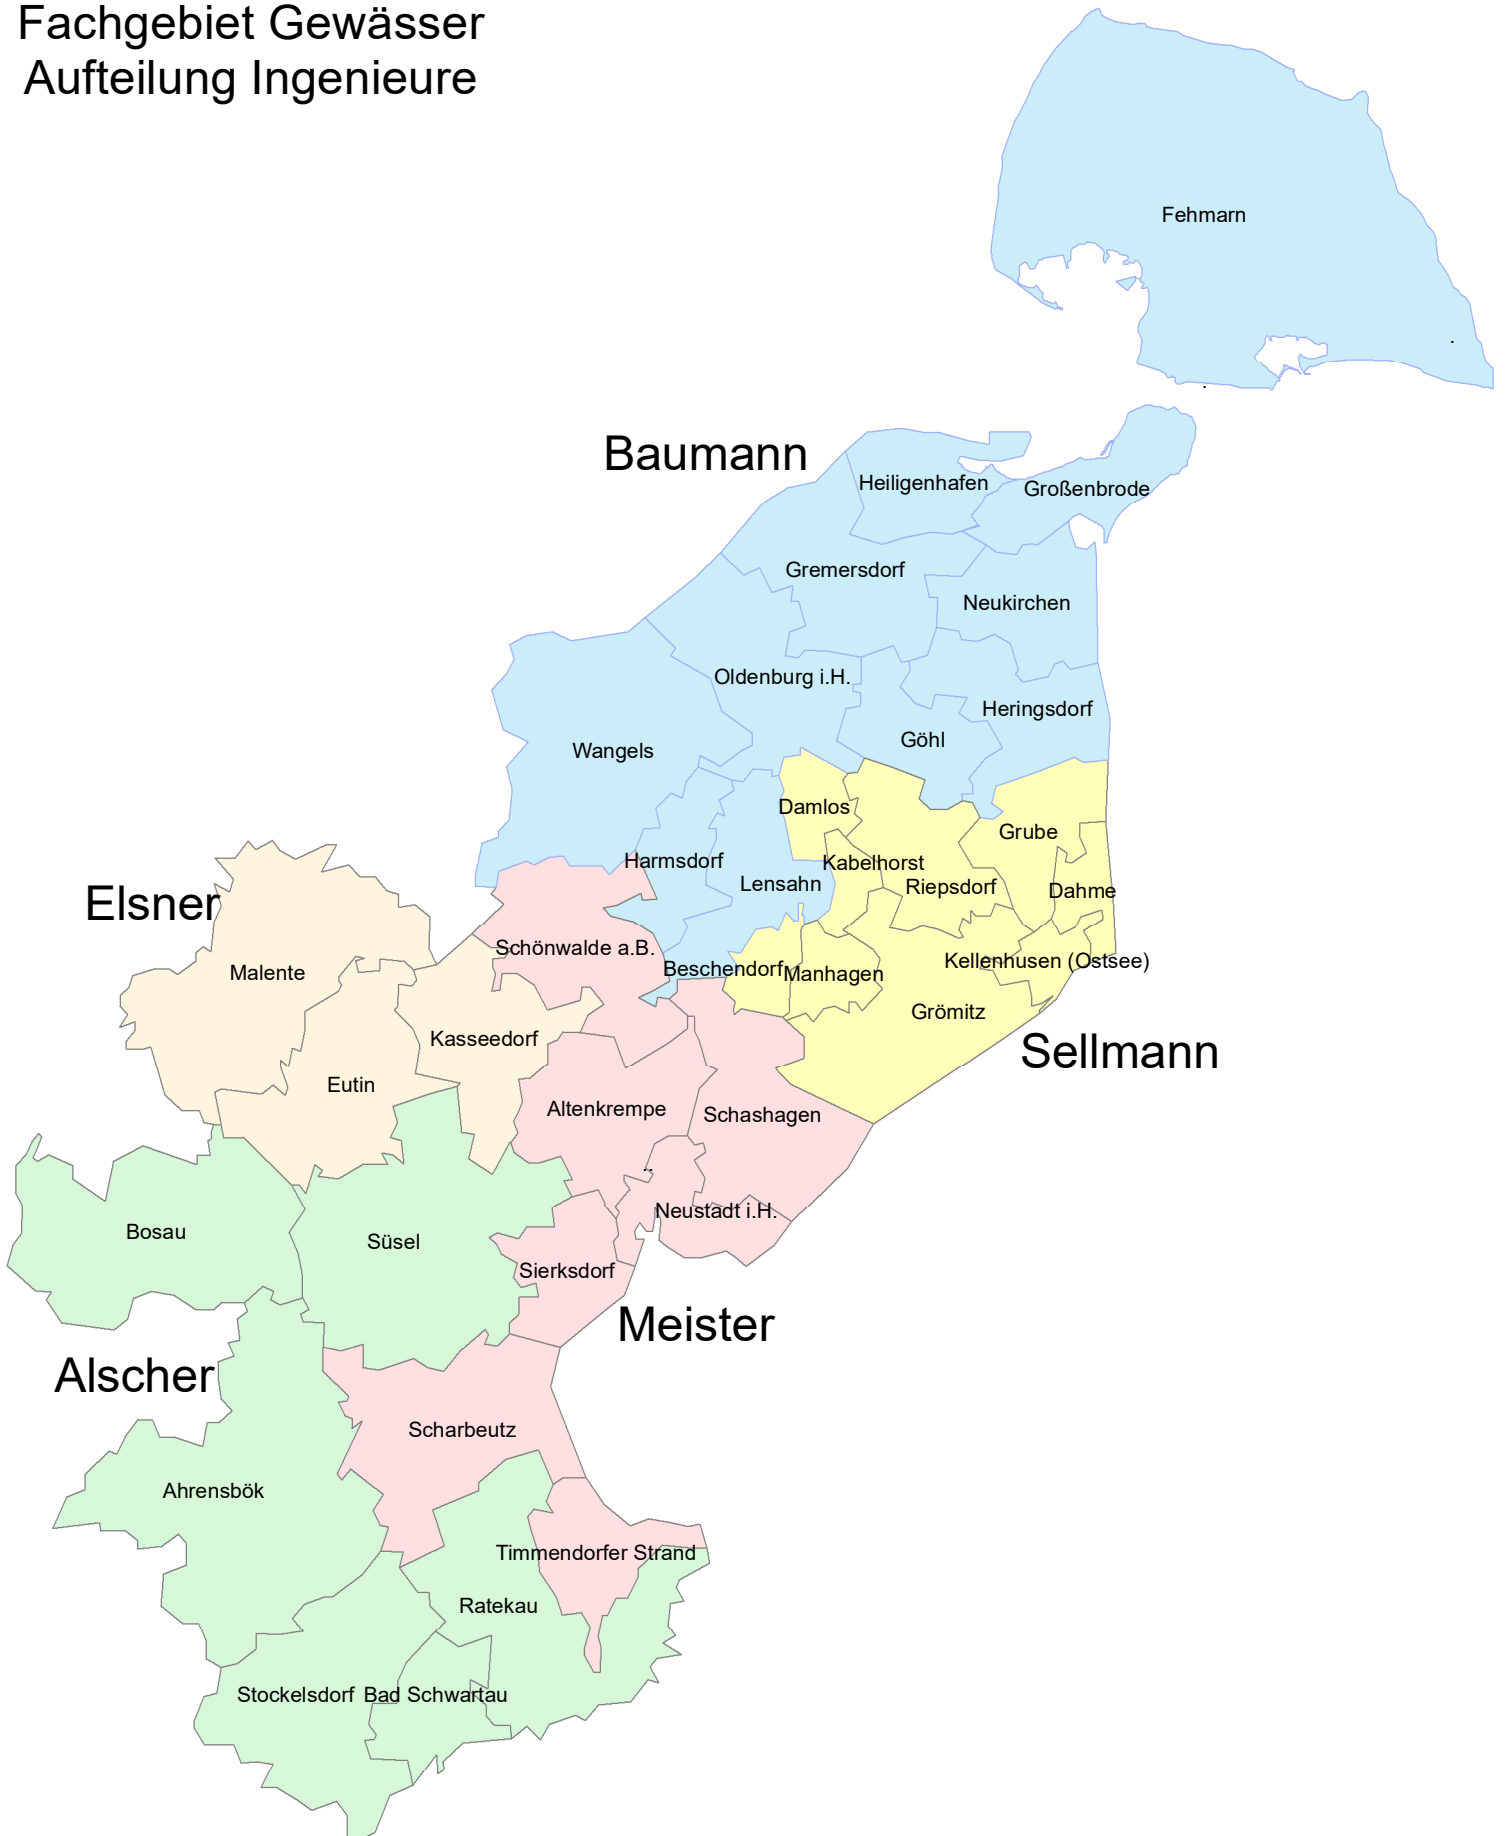 Fachgebiet Gewässer
Aufteilung Ingenieure
Fehmarn
Baumann
Heiligenhafen
Großenbrode
Gremersdorf
Neukirchen
Oldenburg i.H.
Heringsdorf
Göhl
Wangels
Damlos
Grube
Harmsdorf
Kabelhorst
Lensahn
Riepsdorf
Dahme
Elsner
Schönwalde a.B.
Kellenhusen (Ostsee)
Malente
Beschendorf
Manhagen
Grömitz
Kasseedorf
Sellmann
Eutin
Altenkrempe
Schashagen
Neustadt i.H.
Bosau
Süsel
Sierksdorf
Meister
Alscher
Scharbeutz
Ahrensbök
Timmendorfer Strand
Ratekau
Stockelsdorf
Bad Schwartau